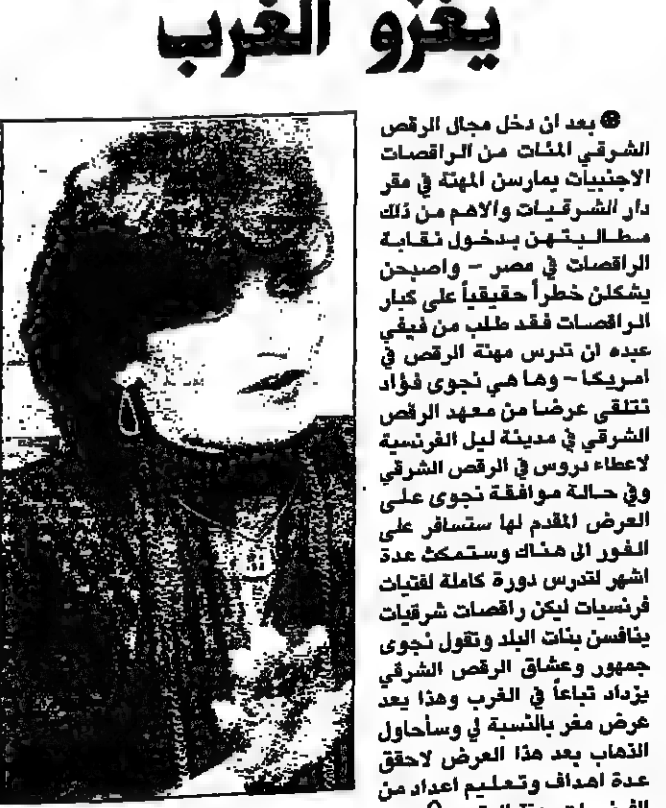 يغزو الغرب
بعد ان دخل مجال الرقص
الشرقي المئات من الراقصات
الاجنبيات يمارسن المهنة في مقر
دار الشرقيات والاهم من ذلك
مطالبتهن بدخول نقابة
الراقصات في مصر - واصبحن
يشكلن خطراً حقيقياً على كبار
الراقصات فقد طلب من فيفي
عبده ان تدرس مهنة الرقص في
امريكا - وها هي نجوى فؤاد
تتلقى عرضا من معهد الرقص
الشرقي في مدينة ليل الفرنسية
لاعطاء دروس في الرقص الشرقي
وفي حالة موافقة نجوى على
العرض المقدم لها ستسافر على
الفور الى هناك وستمكث عدة
اشهر لتدرس دورة كاملة لفتيات
فرنسيات ليكن راقصات شرقيات
ينافسن بنات البلد وتقول نجوى
جمهور وعشاق الرقص الشرقي
يزداد تباعاً في الغرب وهذا يعد
عرض مغر بالنسبة لي وسأحاول
الذهاب بعد هذا العرض لاحقق
عدة اهداف وتعليم اعداد من